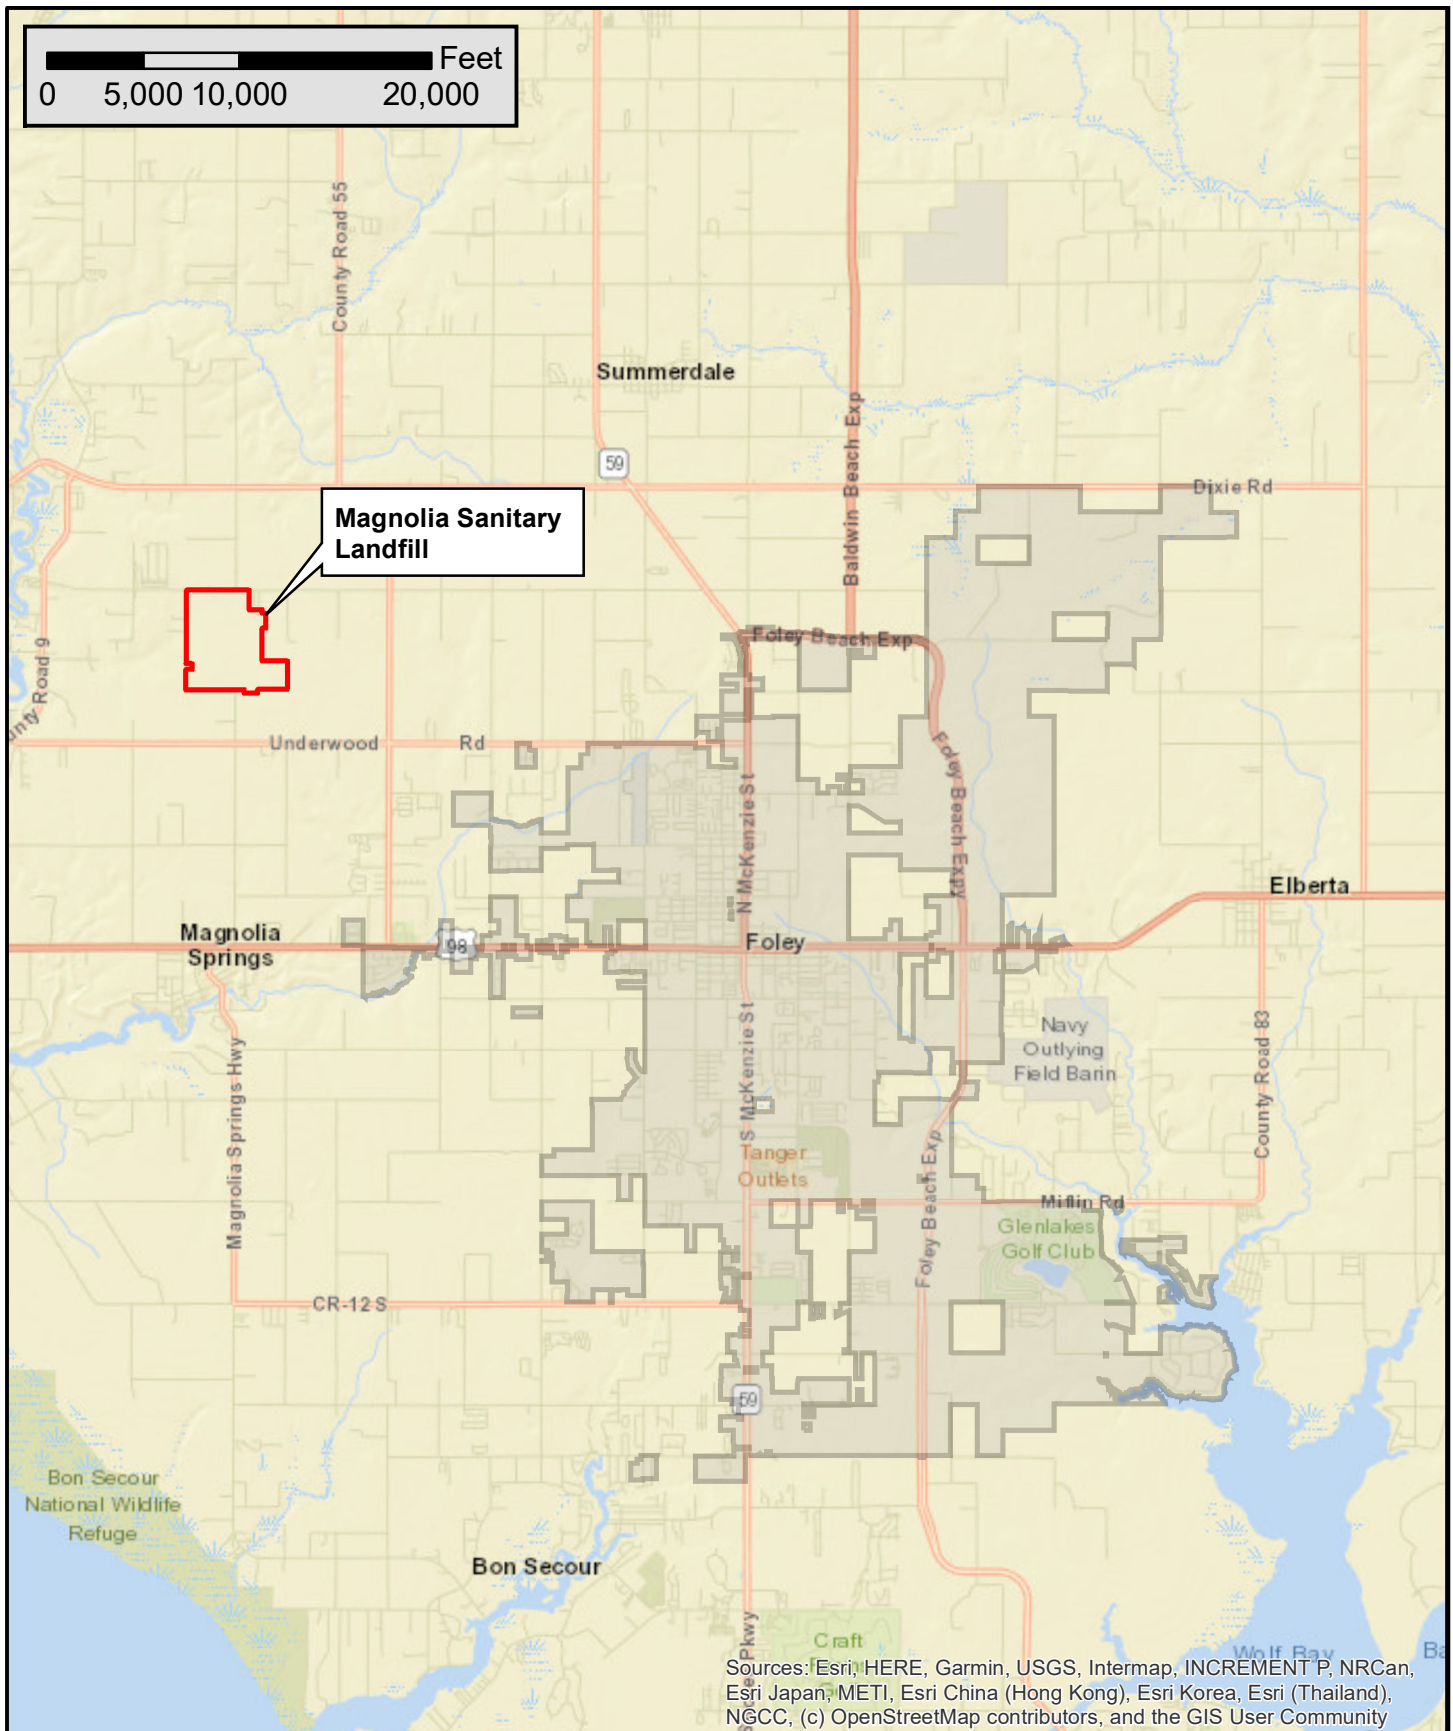 Feet
0 5,000 10,000 20,000
County Road 55
Summerdale
59
Baldwin Beach Exp
Dixie Rd
Magnolia Sanitary
Landfill
Foley Beach Exp
Road 9
Underwood Rd
Foley Beach Expy
N McKenzie St
Elberta
Magnolia
Springs
98
Foley
Navy
Outlying
Field Barin
S McKenzie St
County Road 83
Magnolia Springs Hwy
Tanger
Outlets
Foley Beach Exp
Miflin Rd
Glenlakes
Golf Club
CR-12 S
59
Bon Secour
National Wildlife
Refuge
Bon Secour
Pkwy
Craft
Wolf Bay
Sources: Esri, HERE, Garmin, USGS, Intermap, INCREMENT P, NRCan,
Esri Japan, METI, Esri China (Hong Kong), Esri Korea, Esri (Thailand),
NGCC, (c) OpenStreetMap contributors, and the GIS User Community